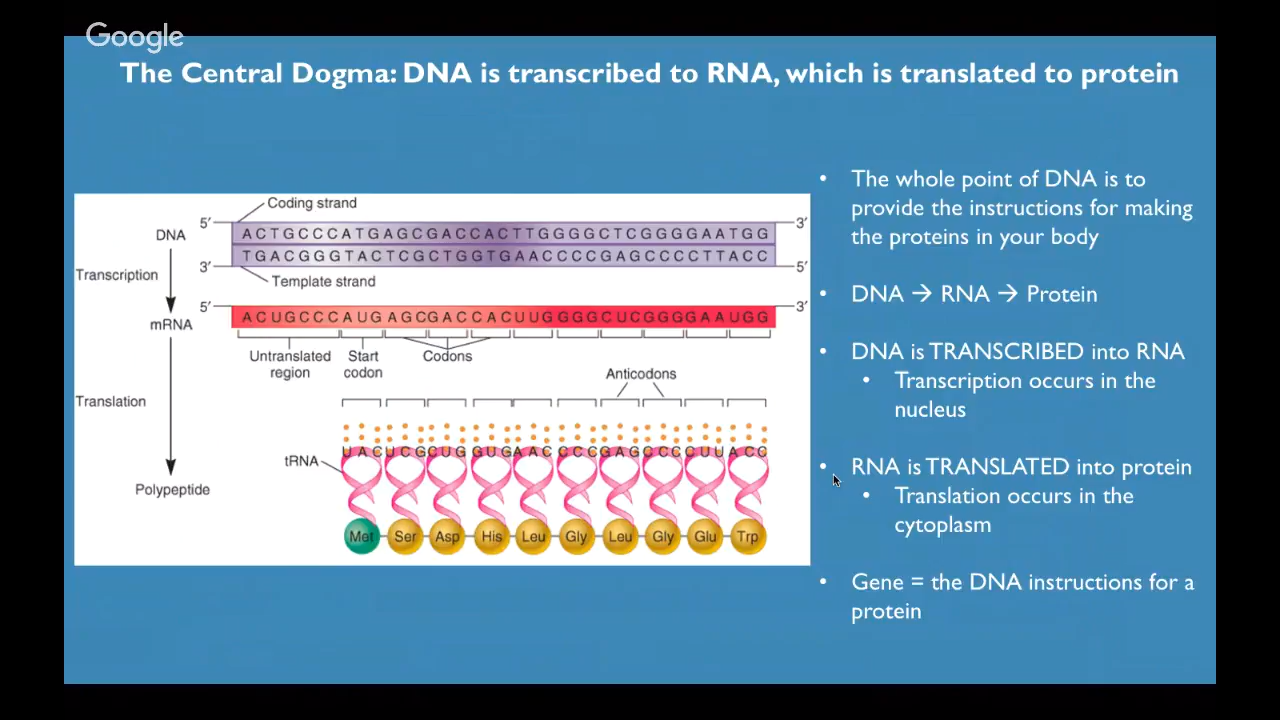 Google
The Central Dogma: DNA is transcribed to RNA, which is translated to protein
Coding strand
5′ 3′
DNA
A C T G C C C A T G A G C G A C C A C T T G G G G C T C G G G G A A T G G
T G A C G G G T A C T C G C T G G T G A A C C C C G A G C C C C T T A C C
3′ 5′
Transcription
Template strand
5′ 3′
mRNA
A C U G C C C A U G A G C G A C C A C U U G G G G C U C G G G G A A U G G
Untranslated
region
Start
codon
Codons
Anticodons
Translation
U A C U C G C U G G U G A A C C C C G A G C C C C U U A C C
tRNA
Polypeptide
Met Ser Asp His Leu Gly Leu Gly Glu Trp
• The whole point of DNA is to
provide the instructions for making
the proteins in your body
• DNA → RNA → Protein
• DNA is TRANSCRIBED into RNA
• Transcription occurs in the
nucleus
• RNA is TRANSLATED into protein
• Translation occurs in the
cytoplasm
• Gene = the DNA instructions for a
protein